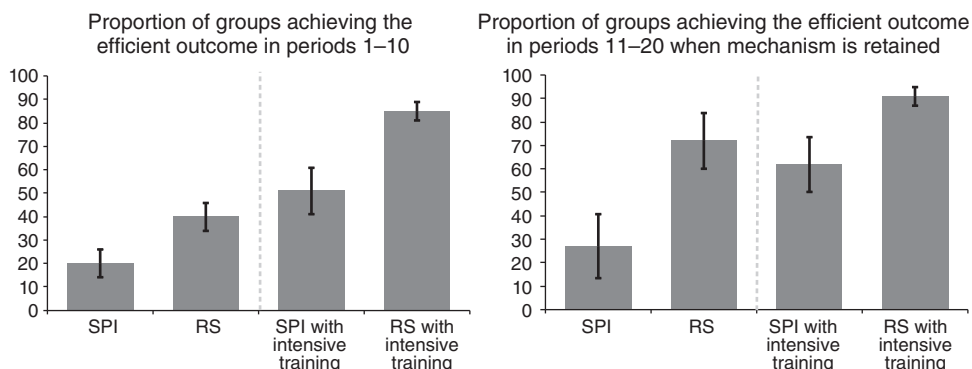 Proportion of groups achieving the
efficient outcome in periods 1–10
100
90
80
70
60
50
40
30
20
10
0
SPI
RS
SPI with
intensive
training
RS with
intensive
training
Proportion of groups achieving the efficient outcome
in periods 11–20 when mechanism is retained
100
90
80
70
60
50
40
30
20
10
0
SPI
RS
SPI with
intensive
training
RS with
intensive
training